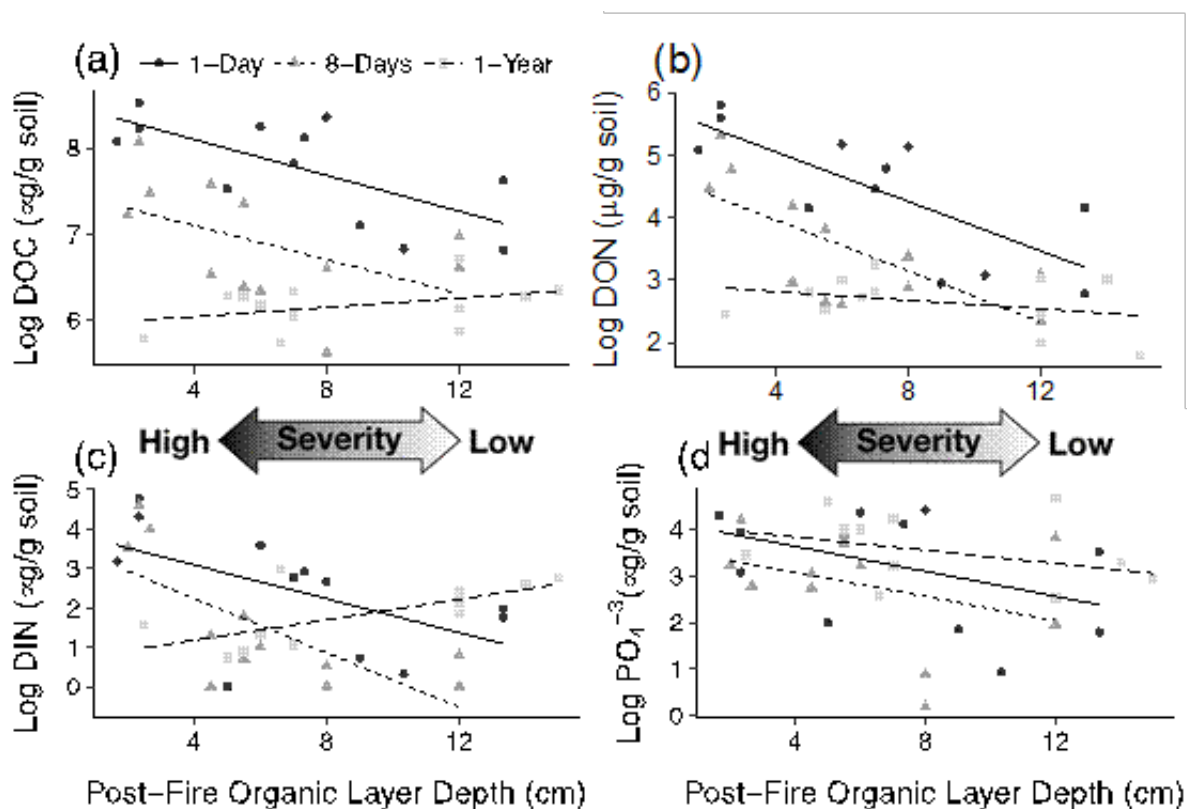 (a) 1-Day 8-Days 1-Year
Log DOC (∝g/g soil)
8
7
6
4 8 12
(b)
Log DON (μg/g soil)
6
5
4
3
2
4 8 12
High Severity Low
High Severity Low
(c)
Log DIN (∝g/g soil)
5
4
3
2
1
0
4 8 12
Post-Fire Organic Layer Depth (cm)
(d
Log PO4⁻³ (∝g/g soil)
4
3
2
1
0
4 8 12
Post-Fire Organic Layer Depth (cm)